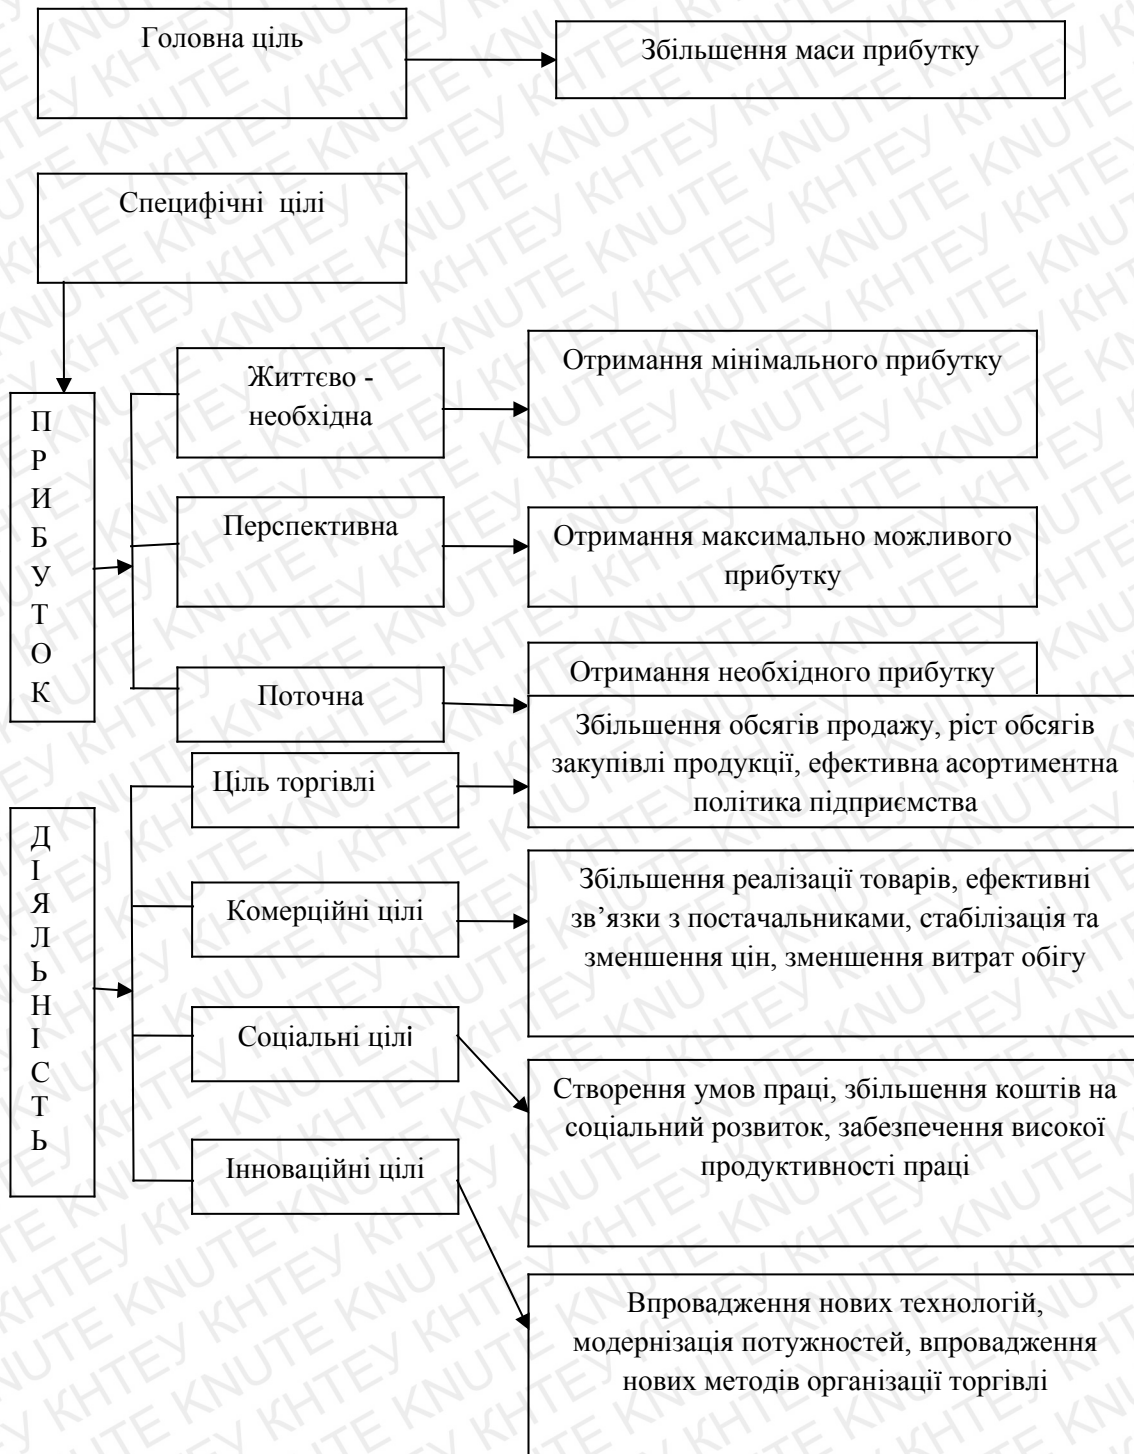 Головна ціль
Збільшення маси прибутку
Специфічні цілі
ПРИБУТОК
Життєво -
необхідна
Отримання мінімального прибутку
Перспективна
Отримання максимально можливого
прибутку
Поточна
Отримання необхідного прибутку
ДІЯЛЬНІСТЬ
Ціль торгівлі
Збільшення обсягів продажу, ріст обсягів
закупівлі продукції, ефективна асортиментна
політика підприємства
Комерційні цілі
Збільшення реалізації товарів, ефективні
зв’язки з постачальниками, стабілізація та
зменшення цін, зменшення витрат обігу
Соціальні цілі
Створення умов праці, збільшення коштів на
соціальний розвиток, забезпечення високої
продуктивності праці
Інноваційні цілі
Впровадження нових технологій,
модернізація потужностей, впровадження
нових методів організації торгівлі
KNUTE КНТЕУ